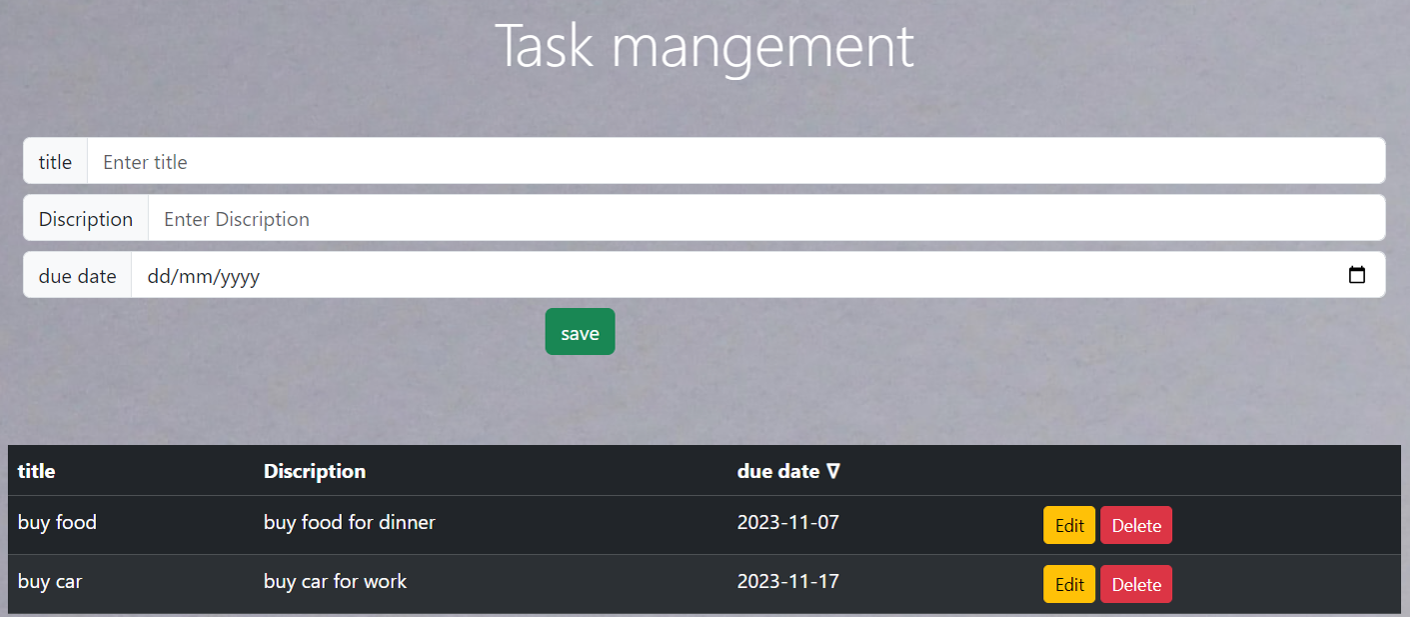 Task mangement
title Enter title
Discription Enter Discription
due date dd/mm/yyyy
save
title Discription due date ∇
buy food buy food for dinner 2023-11-07 Edit Delete
buy car buy car for work 2023-11-17 Edit Delete